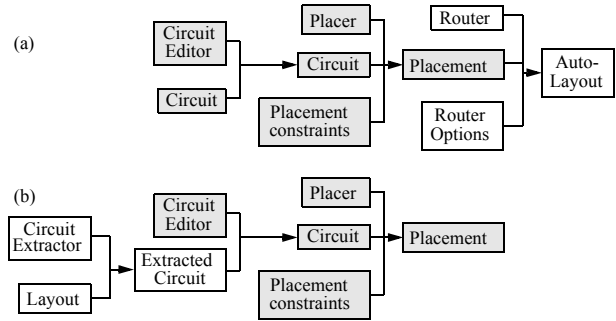 (a)
Circuit
Editor
Circuit
Placer
Circuit
Placement
constraints
Router
Placement
Router
Options
Auto-
Layout
(b)
Circuit
Extractor
Layout
Circuit
Editor
Extracted
Circuit
Placer
Circuit
Placement
constraints
Placement